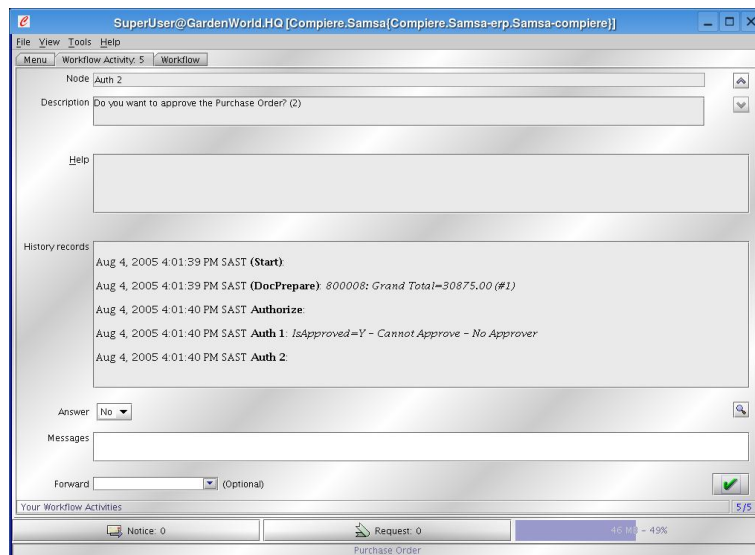 SuperUser@GardenWorld.HQ [Compiere.Samsa{Compiere.Samsa-erp.Samsa-compiere}]
File View Tools Help
Menu Workflow Activity: 5 Workflow
Node Auth 2
Description Do you want to approve the Purchase Order? (2)
Help
History records
Aug 4, 2005 4:01:39 PM SAST (Start):
Aug 4, 2005 4:01:39 PM SAST (DocPrepare): 800008: Grand Total=30875.00 (#1)
Aug 4, 2005 4:01:40 PM SAST Authorize:
Aug 4, 2005 4:01:40 PM SAST Auth 1: IsApproved=Y - Cannot Approve - No Approver
Aug 4, 2005 4:01:40 PM SAST Auth 2:
Answer No
Messages
Forward (Optional)
Your Workflow Activities 5/5
Notice: 0 Request: 0 46 MB - 49%
Purchase Order